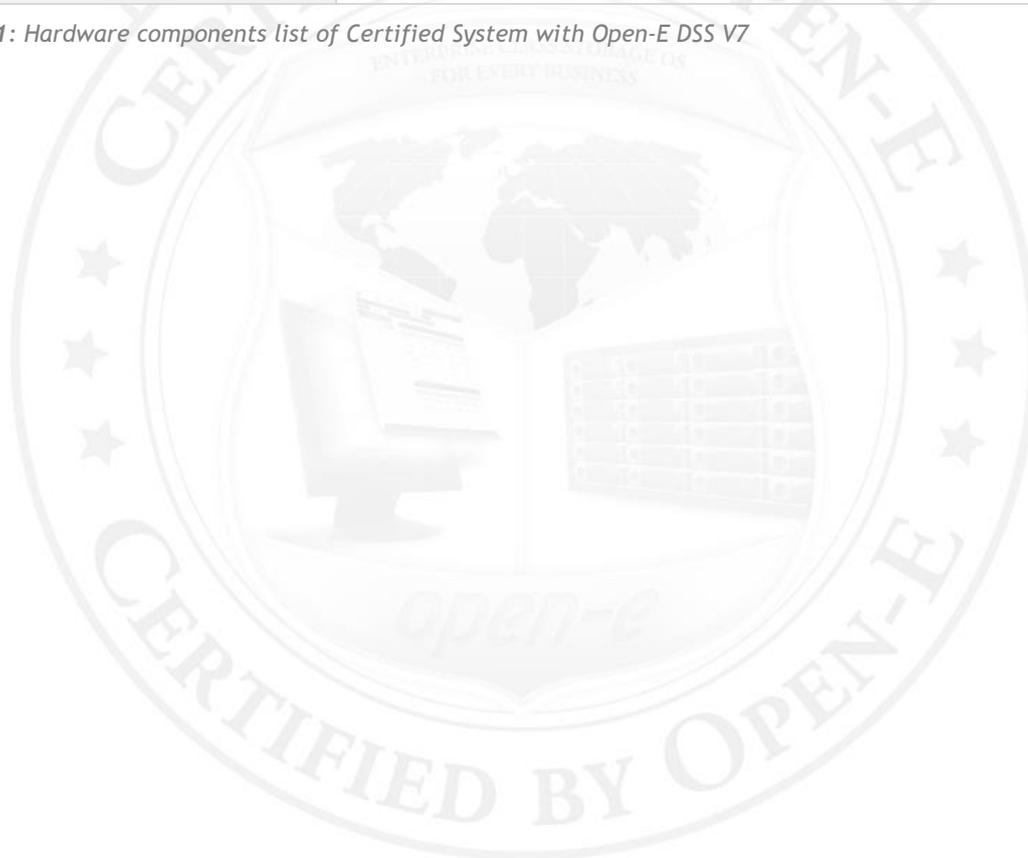 1: Hardware components list of Certified System with Open-E DSS V7
ENTERPRISE CLASS STORAGE OS
FOR EVERY BUSINESS
open-e
CERTIFIED BY OPEN-E